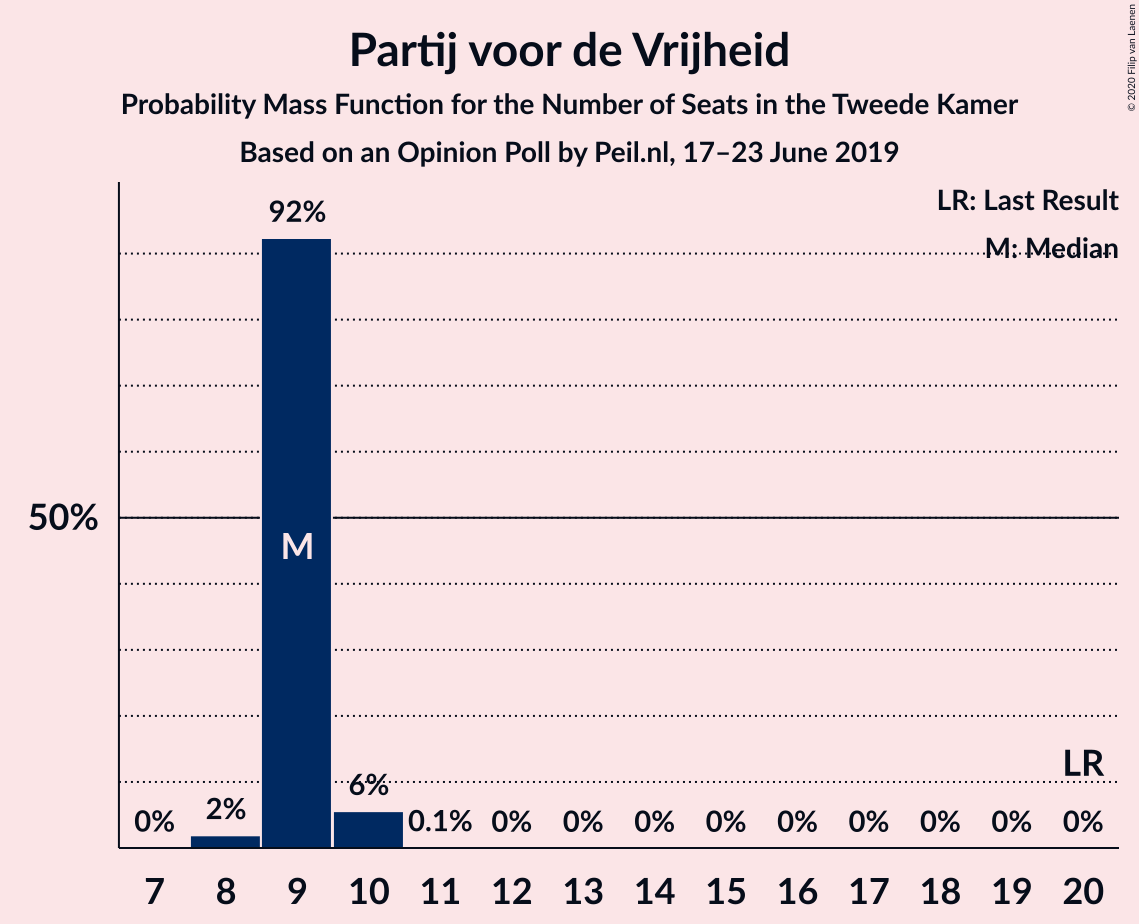 Partij voor de Vrijheid
Probability Mass Function for the Number of Seats in the Tweede Kamer
Based on an Opinion Poll by Peil.nl, 17–23 June 2019
© 2020 Filip van Laenen
LR: Last Result
M: Median
92%
50%
M
LR
0% 2% 6% 0.1% 0% 0% 0% 0% 0% 0% 0% 0% 0%
7 8 9 10 11 12 13 14 15 16 17 18 19 20